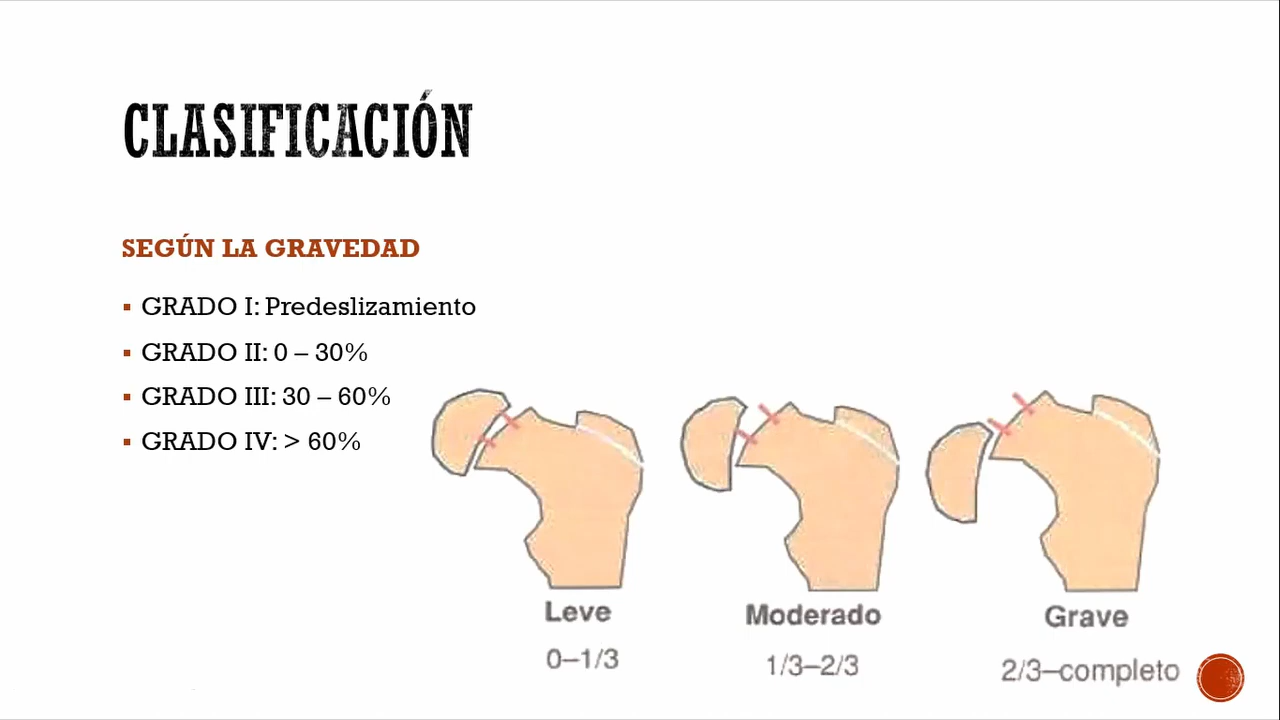 CLASIFICACIÓN
SEGÚN LA GRAVEDAD
GRADO I: Predeslizamiento
GRADO II: 0 – 30%
GRADO III: 30 – 60%
GRADO IV: > 60%
Leve
0–1/3
Moderado
1/3–2/3
Grave
2/3–completo